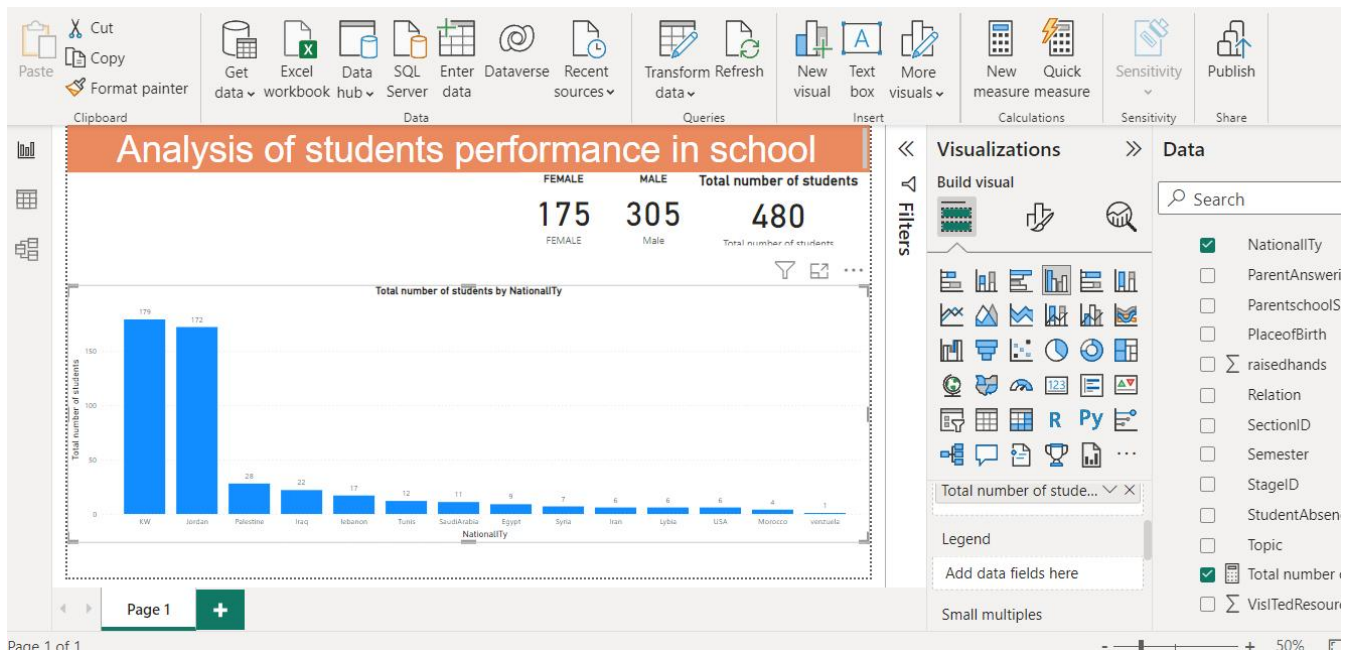 Cut
Copy
Format painter
Paste
Clipboard
Get data
Excel workbook
Data hub
SQL Server
Enter data
Dataverse
Recent sources
Data
Transform data
Refresh
Queries
New visual
Text box
More visuals
Insert
New measure
Quick measure
Calculations
Sensitivity
Sensitivity
Publish
Share
Analysis of students performance in school
FEMALE
175
FEMALE
MALE
305
Male
Total number of students
480
Total number of students
Total number of students by NationalITy
Total number of students
150
100
50
0
179
172
28
22
17
12
11
9
7
6
6
6
4
1
KW
Jordan
Palestine
Iraq
lebanon
Tunis
SaudiArabia
Egypt
Syria
Iran
Lybia
USA
Morocco
venzuela
NationalITy
Filters
Visualizations
Build visual
123
R
Py
Total number of stude...
Legend
Add data fields here
Small multiples
Data
Search
NationalITy
ParentAnsweri
ParentschoolS
PlaceofBirth
∑ raisedhands
Relation
SectionID
Semester
StageID
StudentAbsen
Topic
Total number
∑ VisITedResour
Page 1
+
Page 1 of 1
- + 50%